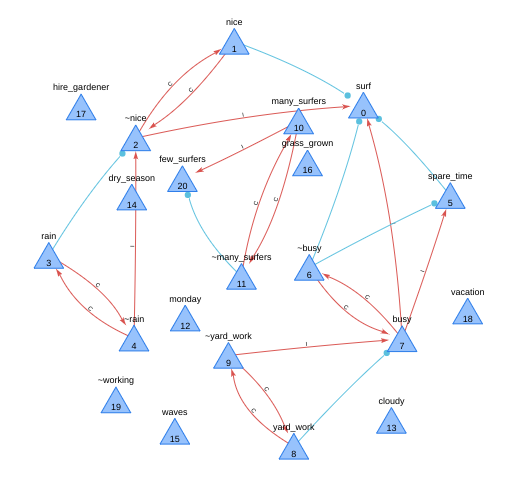 nice
1
surf
0
hire_gardener
17
~nice
2
many_surfers
10
grass_grown
16
few_surfers
20
dry_season
14
spare_time
5
rain
3
~many_surfers
11
~busy
6
c
c
c
c
c
c
c
c
c
c
~rain
4
monday
12
~yard_work
9
busy
7
vacation
18
~working
19
waves
15
yard_work
8
cloudy
13